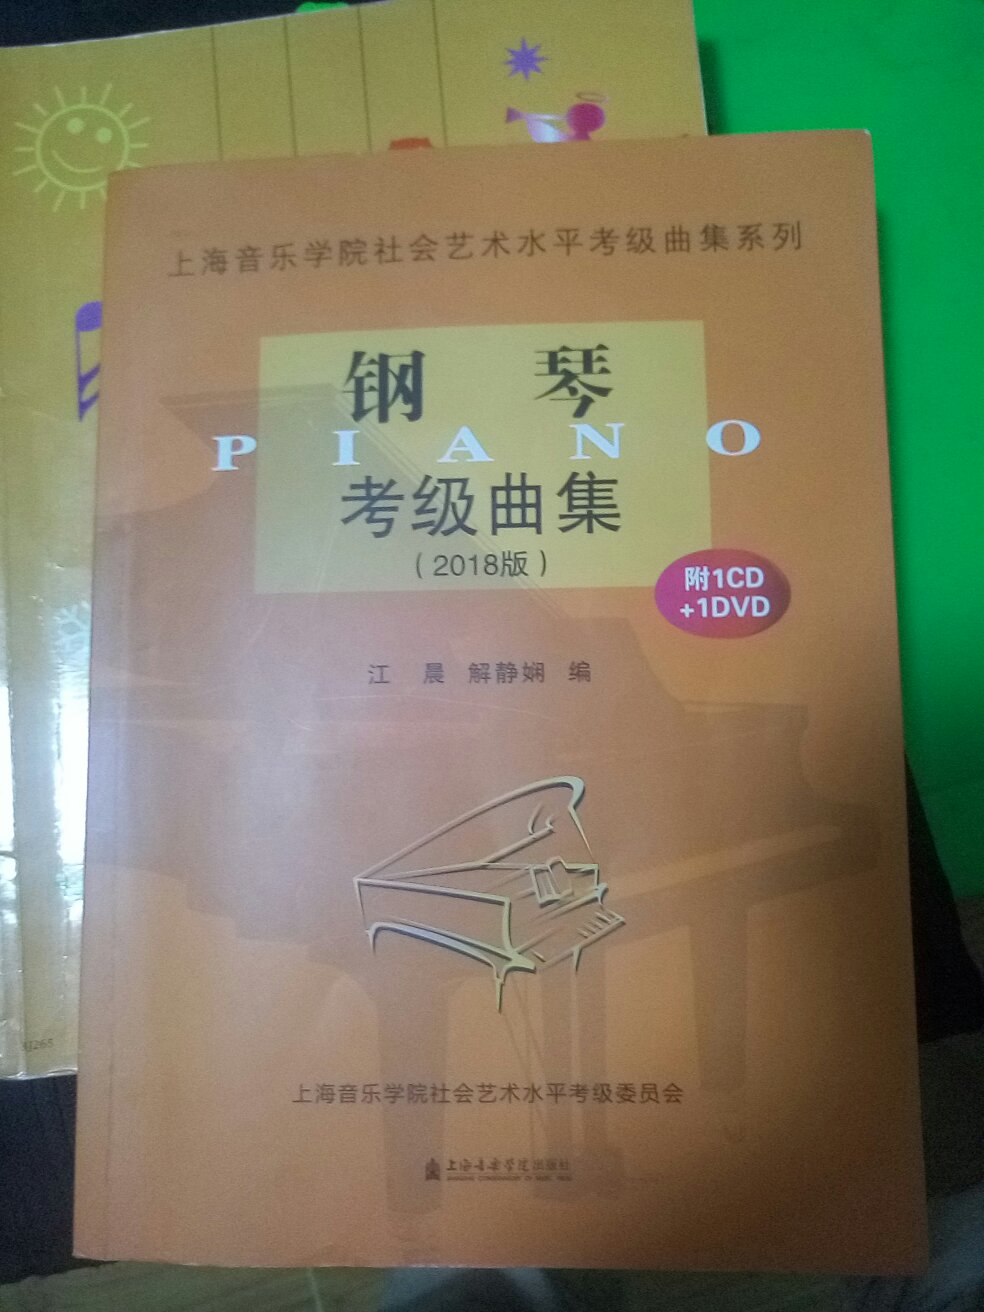 上海音乐学院社会艺术水平考级曲集系列
钢琴
PIANO
考级曲集
(2018版)
附1CD
+1DVD
江 晨 解静娴 编
上海音乐学院社会艺术水平考级委员会
上海音乐学院出版社